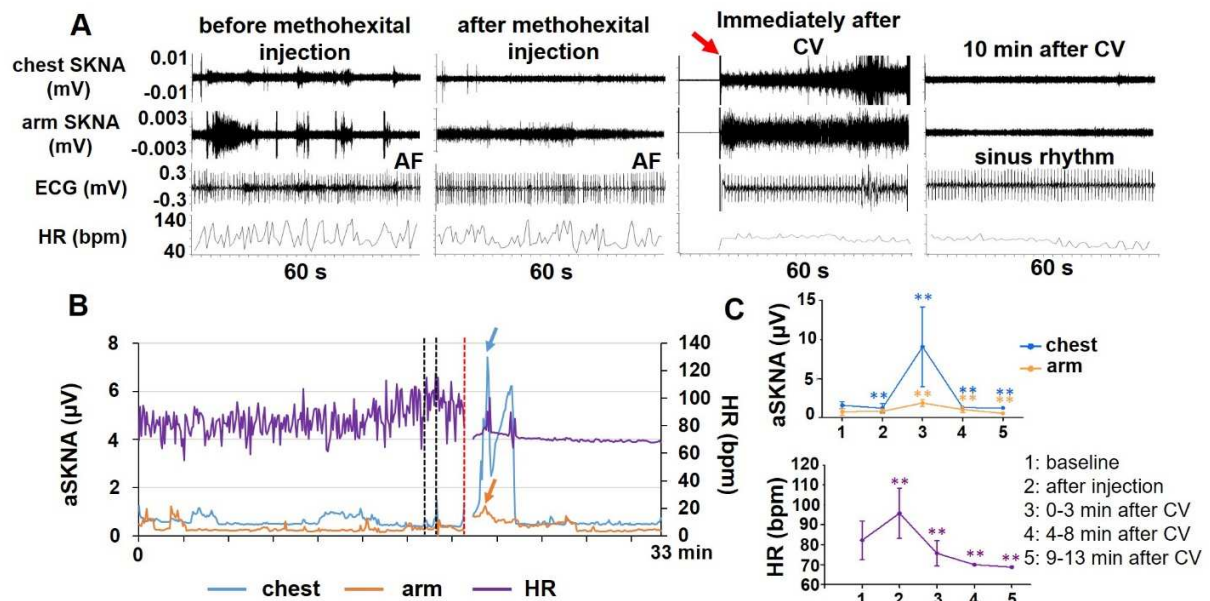 A
before methohexital
injection
after methohexital
injection
Immediately after
CV
10 min after CV
chest SKNA
(mV)
0.01
-0.01
arm SKNA
(mV)
0.003
-0.003
AF
AF
sinus rhythm
ECG (mV)
0.3
-0.3
HR (bpm)
140
40
60 s
60 s
60 s
60 s
B
aSKNA (μV)
8
6
4
2
0
140
120
100
80
60
40
20
0
HR (bpm)
0
33 min
chest
arm
HR
C
aSKNA (μV)
15
10
5
0
**
**
**
**
**
**
**
**
chest
arm
1 2 3 4 5
HR (bpm)
120
110
100
90
80
70
60
**
**
**
**
1 2 3 4 5
1: baseline
2: after injection
3: 0-3 min after CV
4: 4-8 min after CV
5: 9-13 min after CV